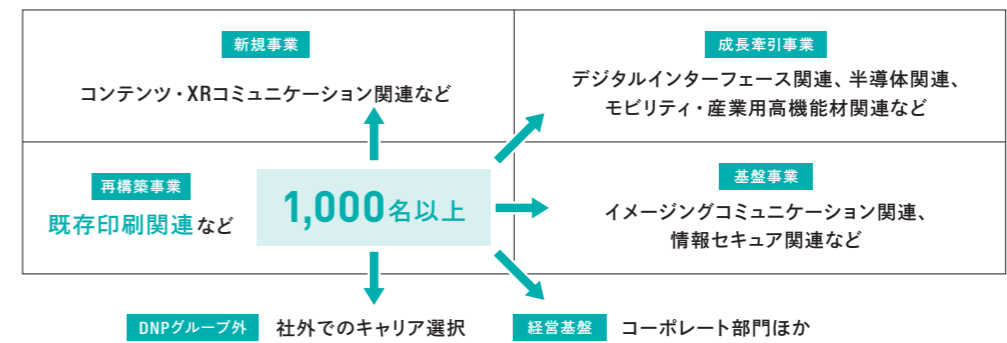 新規事業
コンテンツ・XRコミュニケーション関連など
成長牽引事業
デジタルインターフェース関連、半導体関連、
モビリティ・産業用高機能材関連など
再構築事業
既存印刷関連など
1,000名以上
基盤事業
イメージングコミュニケーション関連、
情報セキュア関連など
DNPグループ外 社外でのキャリア選択
経営基盤 コーポレート部門ほか